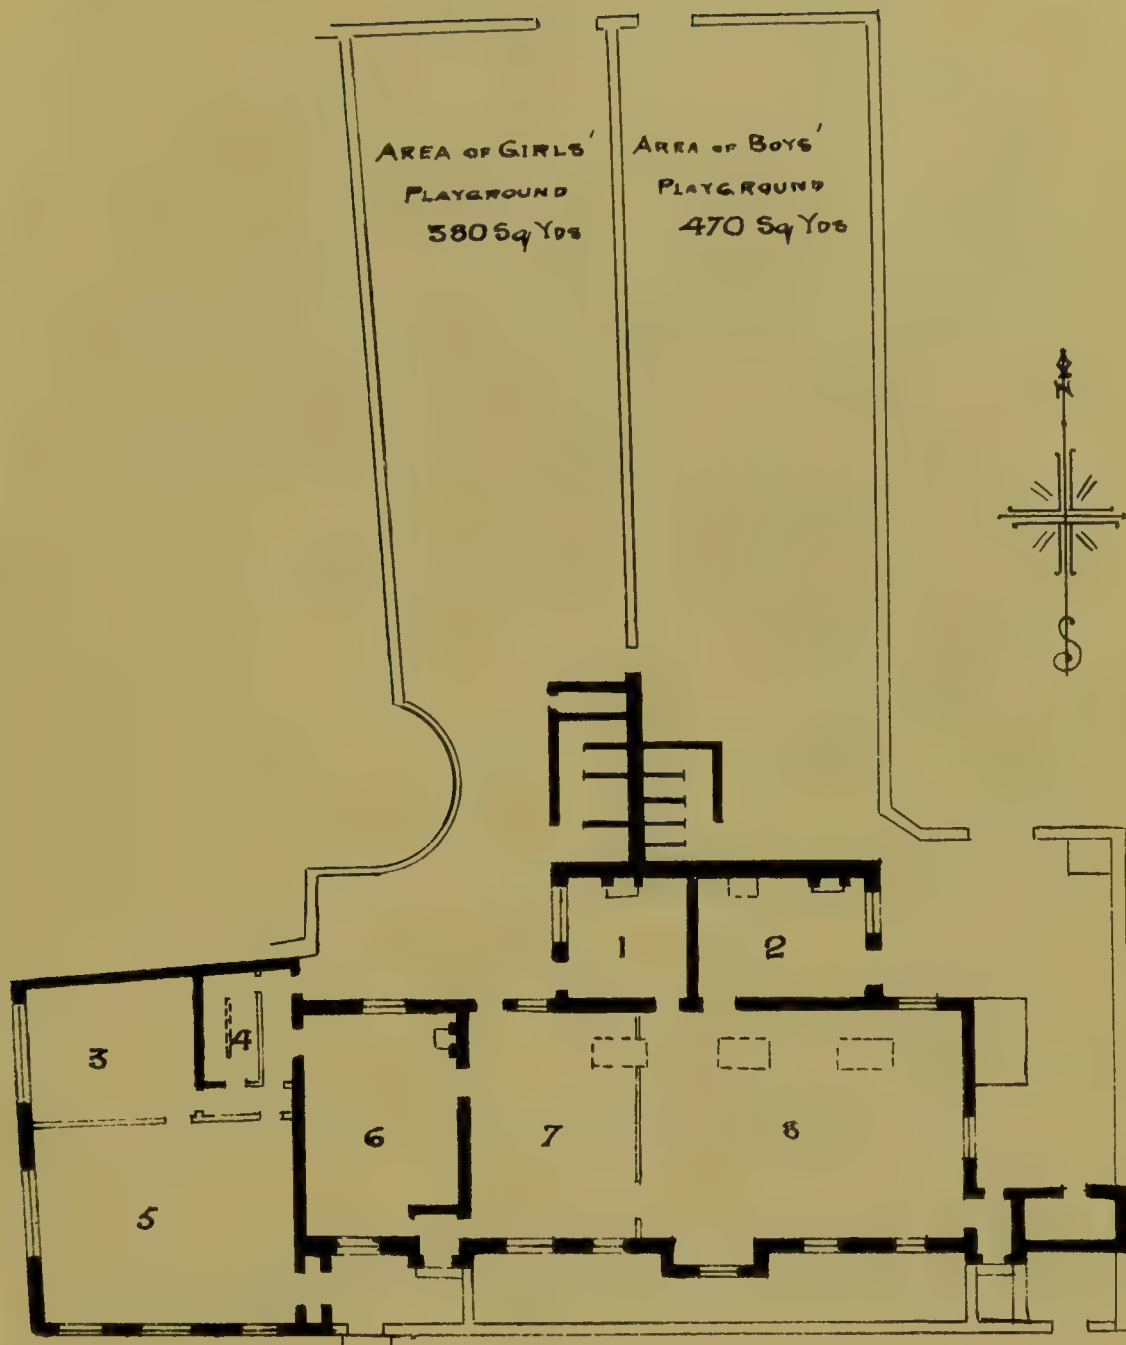 AREA OF GIRLS'
PLAYGROUND
580 Sq Yds
AREA OF BOYS'
PLAYGROUND
470 Sq Yds
N
S
1
2
3
4
5
6
7
8